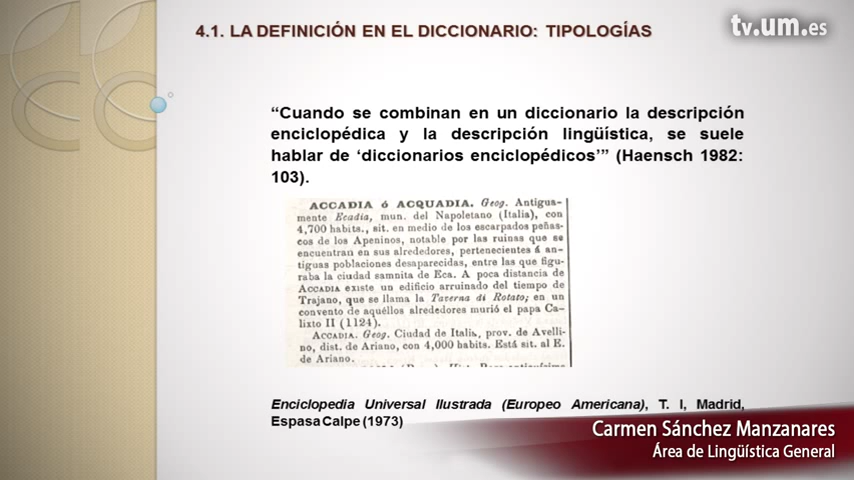 4.1. LA DEFINICIÓN EN EL DICCIONARIO: TIPOLOGÍAS
tv.um.es
“Cuando se combinan en un diccionario la descripción
enciclopédica y la descripción lingüística, se suele
hablar de ‘diccionarios enciclopédicos’” (Haensch 1982:
103).
ACCADIA ó ACQUADIA. Geog. Antigua-
mente Ecadia, mun. del Napoletano (Italia), con
4,700 habits., sit. en medio de los escarpados peñas-
cos de los Apeninos, notable por las ruinas que se
encuentran en sus alrededores, pertenecientes á an-
tiguas poblaciones desaparecidas, entre las que figu-
raba la ciudad samnita de Eca. A poca distancia de
ACCADIA existe un edificio arruinado del tiempo de
Trajano, que se llama la Taverna di Rotato; en un
convento de aquéllos alrededores murió el papa Ca-
lixto II (1124).
ACCADIA. Geog. Ciudad de Italia, prov. de Avelli-
no, dist. de Ariano, con 4,000 habits. Está sit. al E.
de Ariano.
Enciclopedia Universal Ilustrada (Europeo Americana), T. I, Madrid,
Espasa Calpe (1973)
Carmen Sánchez Manzanares
Área de Lingüística General